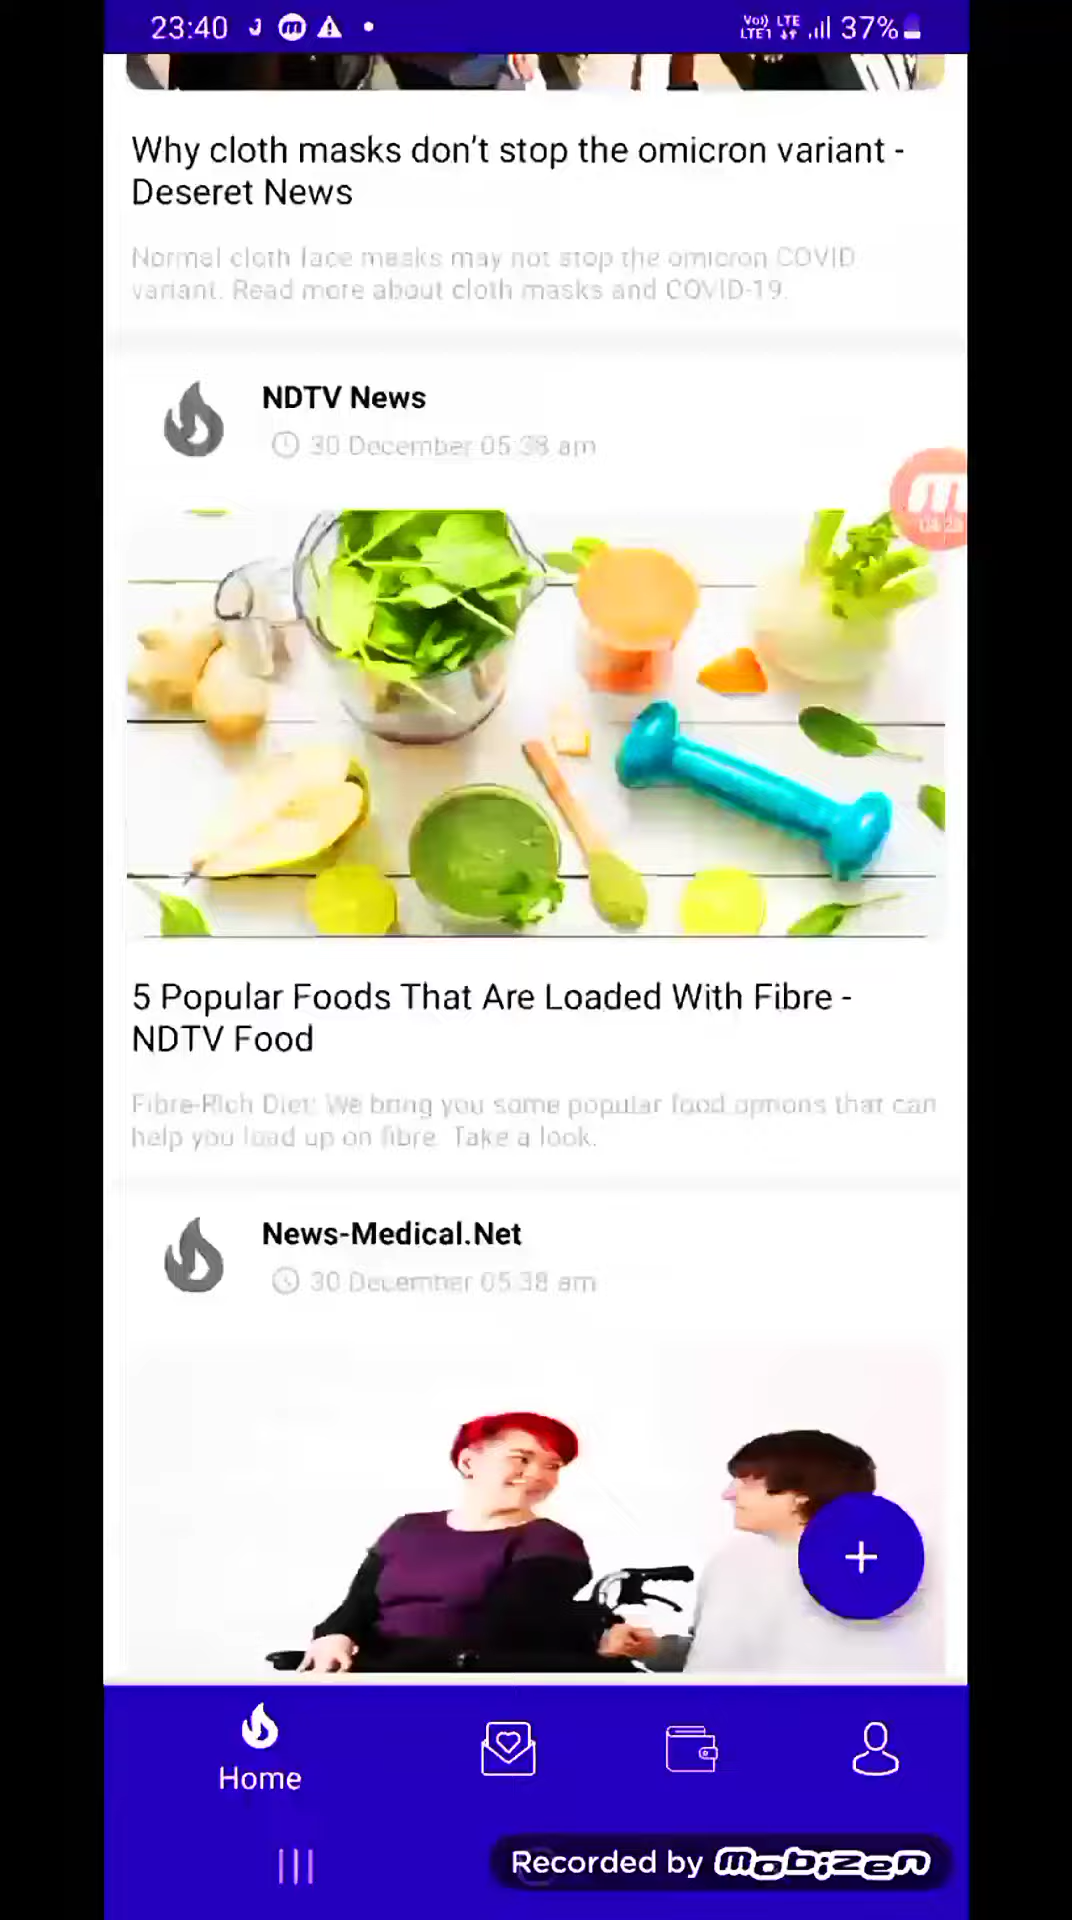 23:40
Vo)) LTE
LTE1
37%
Why cloth masks don't stop the omicron variant -
Deseret News
Normal cloth face masks may not stop the omicron COVID
variant. Read more about cloth masks and COVID-19.
NDTV News
30 December 05:38 am
5 Popular Foods That Are Loaded With Fibre -
NDTV Food
Fibre-Rich Diet: We bring you some popular food options that can
help you load up on fibre. Take a look.
News-Medical.Net
30 December 05:38 am
+
Home
Recorded by mobizen